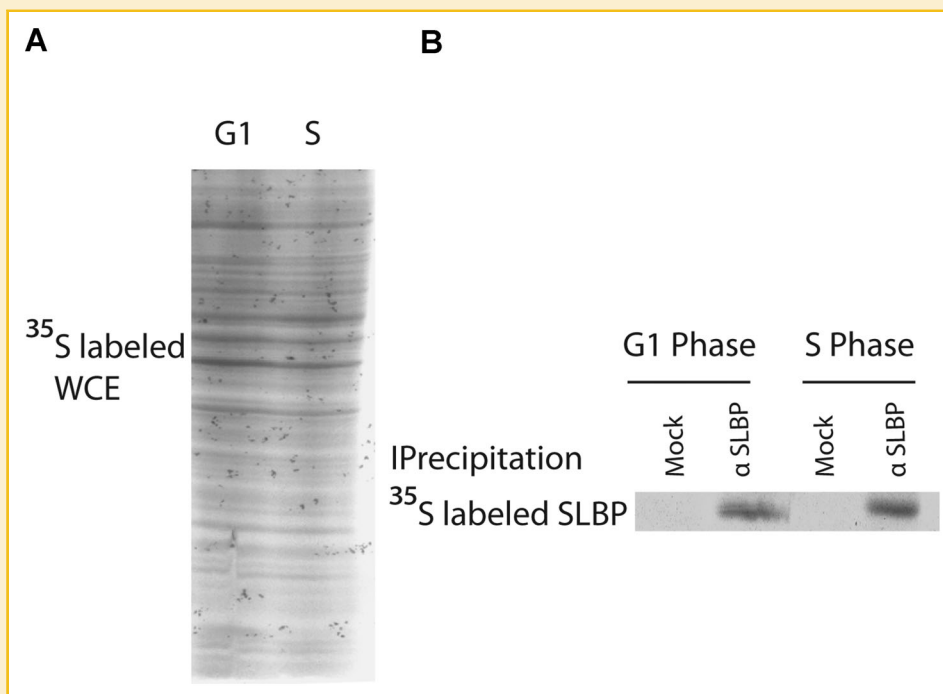 A
G1 S
³⁵S labeled
WCE
B
G1 Phase S Phase
Mock α SLBP Mock α SLBP
IPrecipitation
³⁵S labeled SLBP